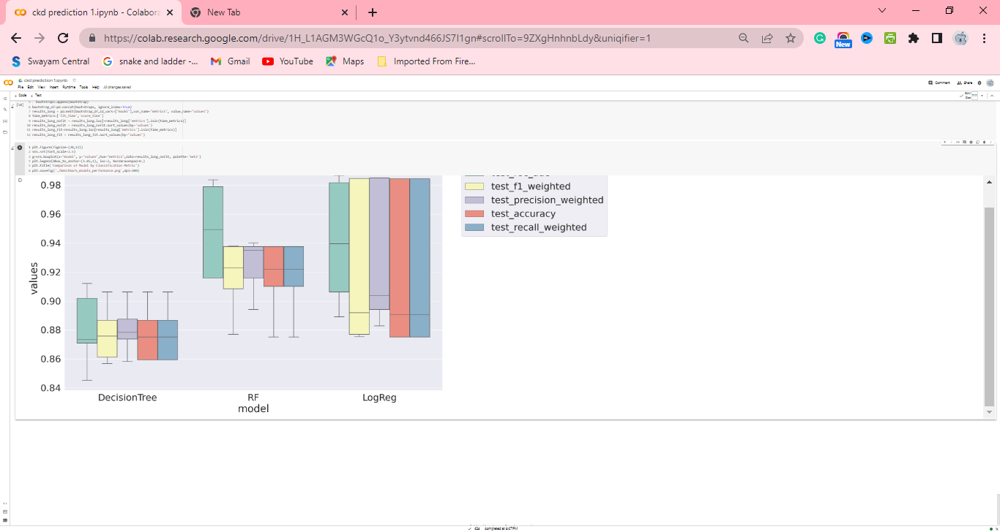 ckd prediction 1.ipynb - Colabora
New Tab
https://colab.research.google.com/drive/1H_L1AGM3WGcQ1o_Y3ytvnd466JS7I1gn#scrollTo=9ZXgHnhnbLdy&uniqifier=1
New
Swayam Central
snake and ladder -...
Gmail
YouTube
Maps
Imported From Fire...
ckd prediction 1.ipynb
File Edit View Insert Runtime Tools Help All changes saved
Comment Share
+ Code + Text
RAM
Disk
5 bootstraps.append(bootstrap)
6 bootstrap_df=pd.concat(bootstraps, ignore_index=True)
7 results_long = pd.melt(bootstrap_df,id_vars=['model'],var_name='metrics', value_name='values')
8 time_metrics=['fit_time','score_time']
9 results_long_nofit = results_long.loc[~results_long['metrics'].isin(time_metrics)]
10 results_long_nofit = results_long_nofit.sort_values(by='values')
11 results_long_fit=results_long.loc[results_long['metrics'].isin(time_metrics)]
12 results_long_fit = results_long_fit.sort_values(by='values')
1 plt.figure(figsize=(20,12))
2 sns.set(font_scale=2.5)
3 g=sns.boxplot(x="model", y="values",hue="metrics",data=results_long_nofit, palette="Set3")
4 plt.legend(bbox_to_anchor=(1.05,1), loc=2, borderaxespad=0.)
5 plt.title('Comparison of Model by Classification Metric')
6 plt.savefig('./benchmark_models_performance.png',dpi=300)
test_f1_weighted
test_precision_weighted
test_accuracy
test_recall_weighted
0.98
0.96
0.94
0.92
0.90
0.88
0.86
0.84
values
DecisionTree
RF
LogReg
model
completed at 6:47 PM